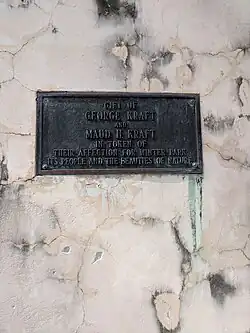 GIFT OF
GEORGE KRAFT
AND
MAUD H. KRAFT
IN TOKEN OF
THEIR AFFECTION FOR WINTER PARK
ITS PEOPLE AND THE BEAUTIES OF NATURE